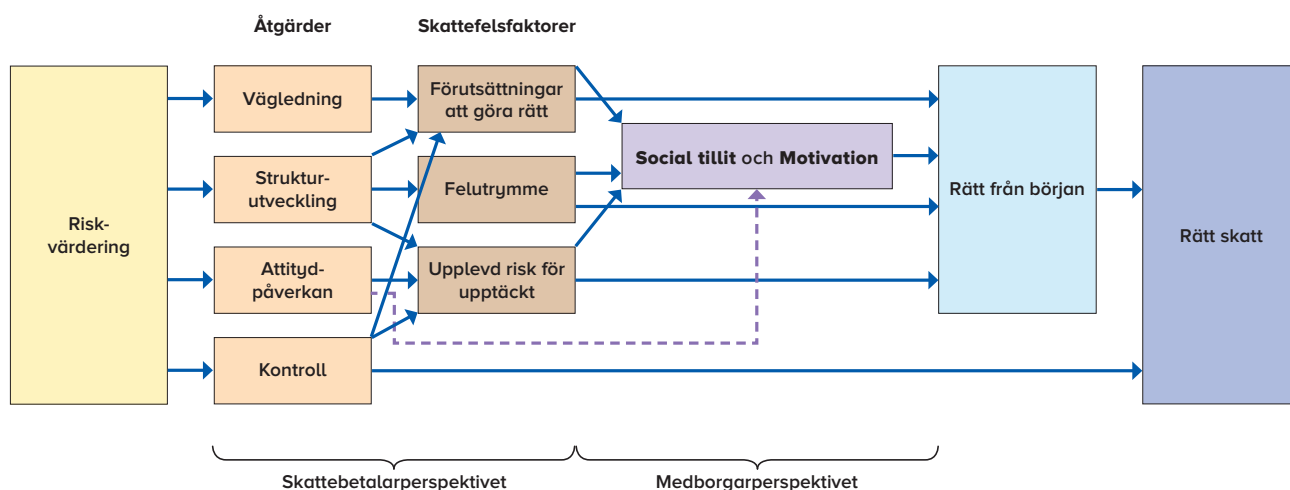 Åtgärder
Skattefelsfaktorer
Risk-
värdering
Vägledning
Struktur-
utveckling
Attityd-
påverkan
Kontroll
Förutsättningar
att göra rätt
Felutrymme
Upplevd risk för
upptäckt
Social tillit och Motivation
Rätt från början
Rätt skatt
Skattebetalarperspektivet
Medborgarperspektivet